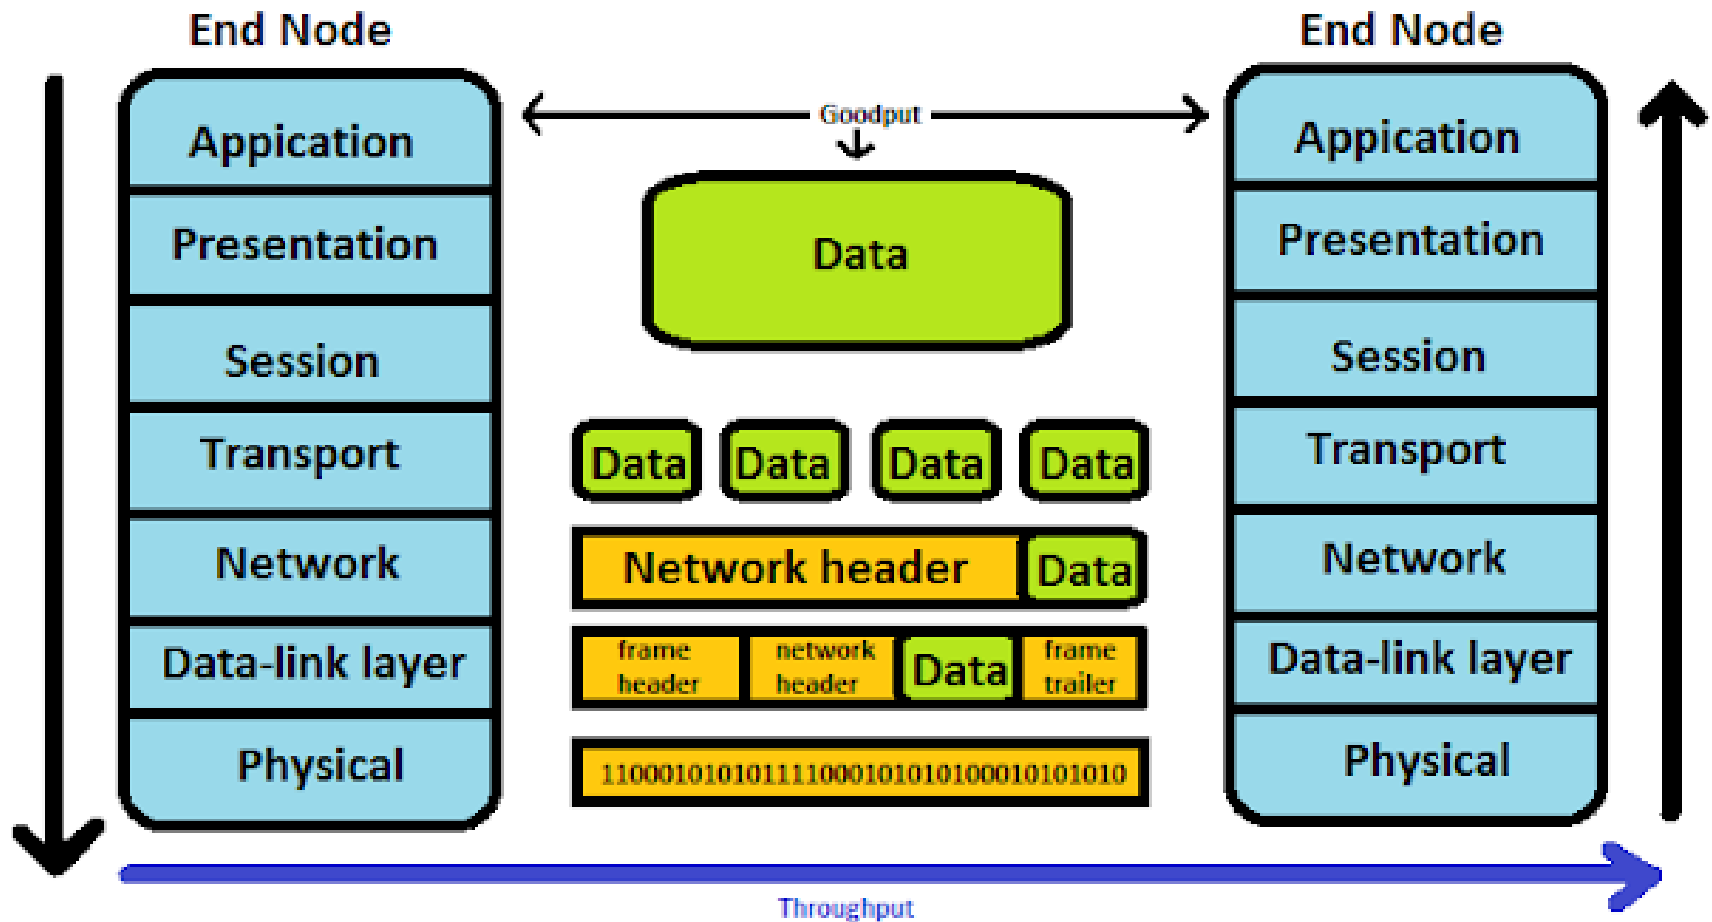 End Node
Appication
Presentation
Session
Transport
Network
Data-link layer
Physical
Goodput
Data
Data Data Data Data
Network header Data
frame header
network header
Data
frame trailer
110001010101111000101010100010101010
End Node
Appication
Presentation
Session
Transport
Network
Data-link layer
Physical
Throughput